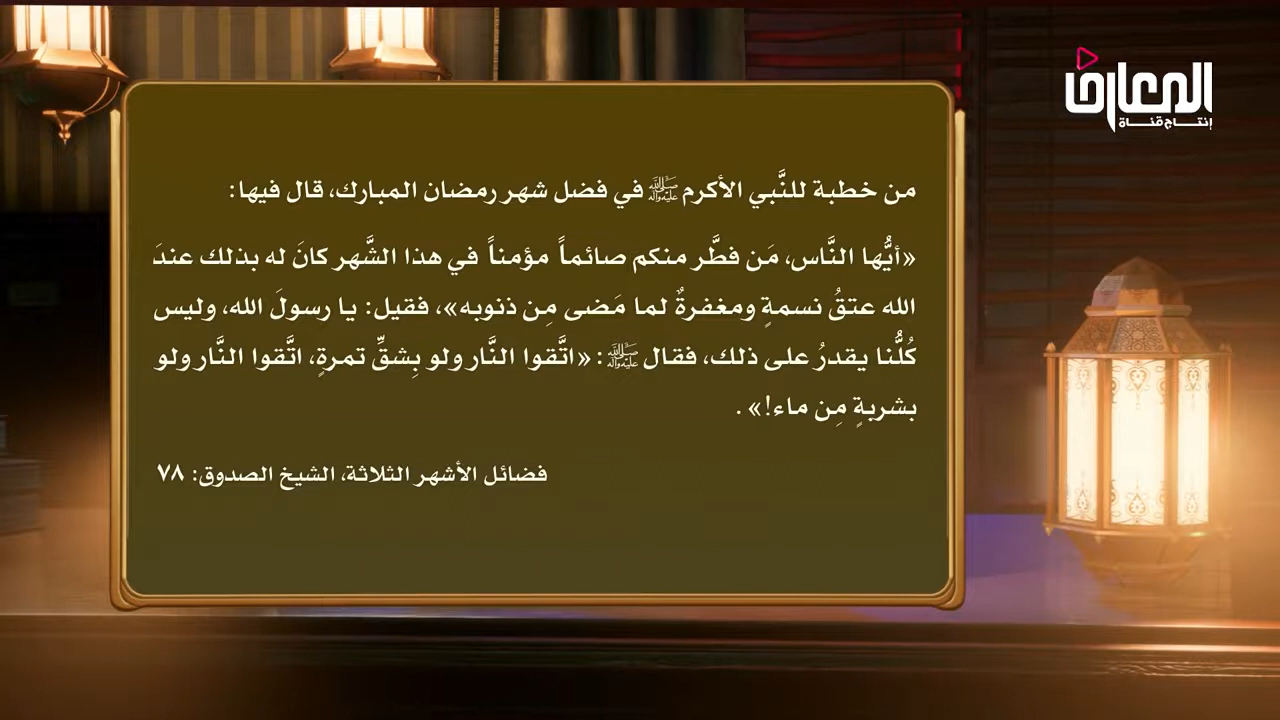 المعارف
إنتاج قناة
من خطبة للنَّبي الأكرم ﷺ في فضل شهر رمضان المبارك، قال فيها:
«أيُّها النَّاس، مَن فطَّر منكم صائماً مؤمناً في هذا الشَّهر كانَ له بذلك عندَ
الله عتقُ نسمةٍ ومغفرةٌ لما مَضى مِن ذنوبه»، فقيل: يا رسولَ الله، وليس
كُلُّنا يقدرُ على ذلك، فقال ﷺ: «اتَّقوا النَّار ولو بِشقِّ تمرةٍ، اتَّقوا النَّار ولو
بشربةٍ مِن ماء!».
فضائل الأشهر الثلاثة، الشيخ الصدوق: ٧٨